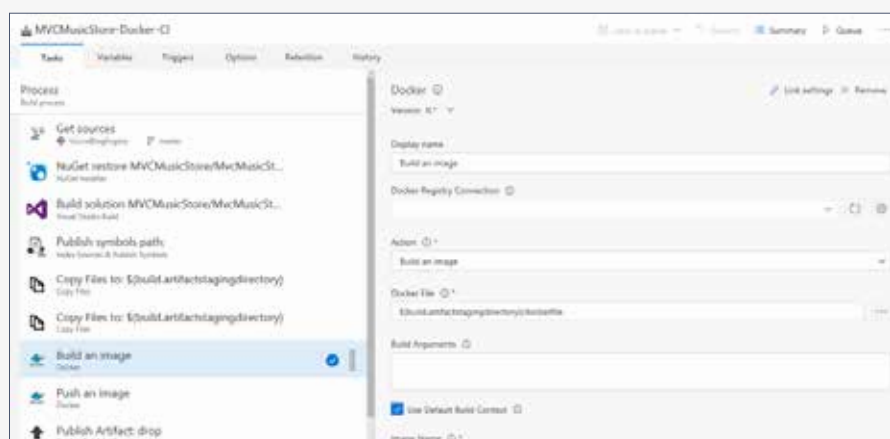 MVCMusicStore-Docker-CI
Summary
Queue
Tasks
Variables
Triggers
Options
Retention
History
Process
Build process
Get sources
master
NuGet restore MVCMusicStore/MvcMusicSt...
NuGet Installer
Build solution MVCMusicStore/MvcMusicSt...
Visual Studio Build
Publish symbols path:
Index Sources & Publish Symbols
Copy Files to: $(build.artifactstagingdirectory)
Copy Files
Copy Files to: $(build.artifactstagingdirectory)
Copy Files
Build an image
Docker
Push an image
Docker
Publish Artifact: drop
Docker
Link settings
Remove
Version 0.*
Display name
Build an image
Docker Registry Connection
Action *
Build an image
Docker File *
$(build.artifactstagingdirectory)/dockerfile
Build Arguments
Use Default Build Context
Image Name *